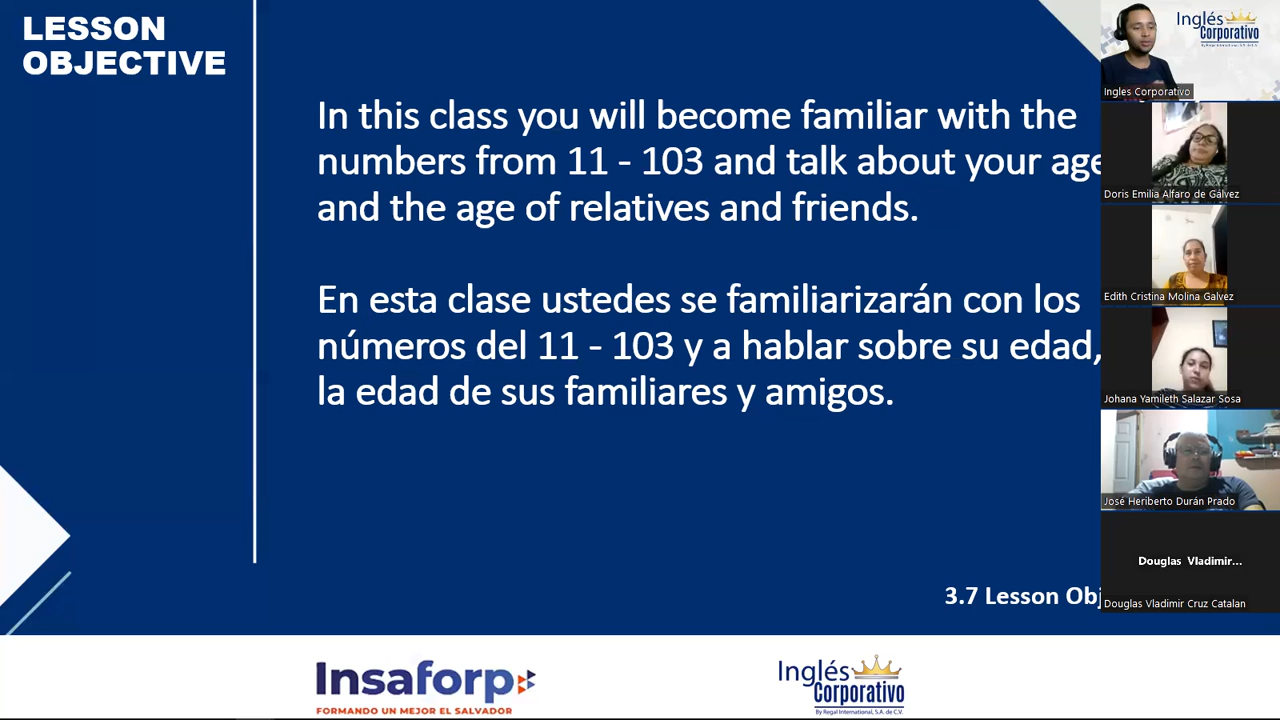 LESSON
OBJECTIVE
In this class you will become familiar with the
numbers from 11 - 103 and talk about your age
and the age of relatives and friends.
En esta clase ustedes se familiarizarán con los
números del 11 - 103 y a hablar sobre su edad,
la edad de sus familiares y amigos.
3.7 Lesson Obj
Insaforp
FORMANDO UN MEJOR EL SALVADOR
Inglés
Corporativo
By Regal International, S.A. de C.V.
Inglés
Corporativo
By Regal International, S.A. de C.V.
Ingles Corporativo
Doris Emilia Alfaro de Gálvez
Edith Cristina Molina Galvez
Johana Yamileth Salazar Sosa
José Heriberto Durán Prado
Douglas Vladimir...
Douglas Vladimir Cruz Catalan